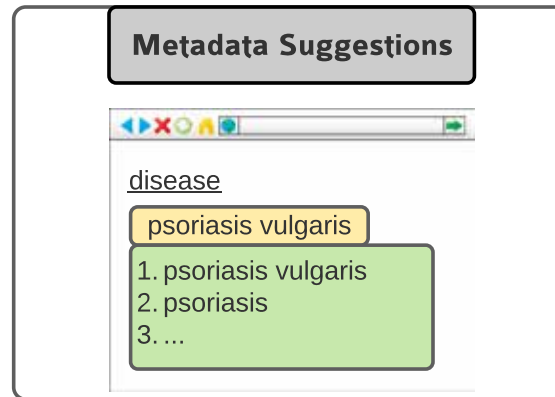 Metadata Suggestions
disease
psoriasis vulgaris
1. psoriasis vulgaris
2. psoriasis
3. ...